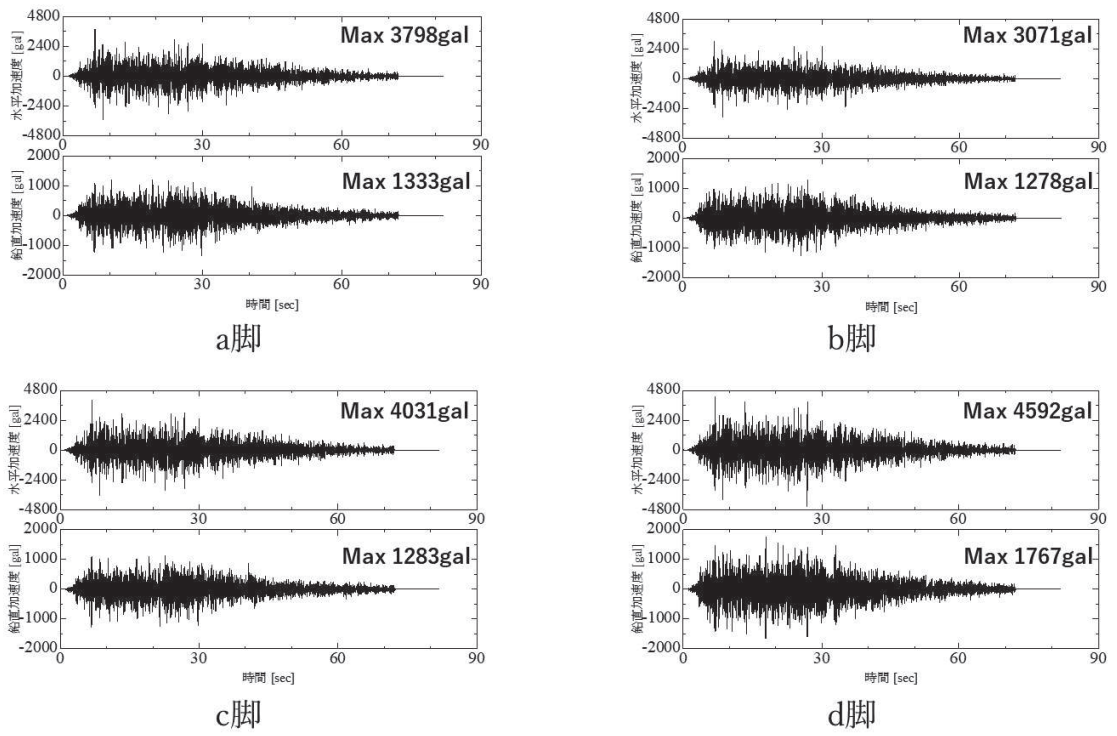 4800
2400
0
-2400
-4800
水平加速度 [gal]
Max 3798gal
0 30 60 90
2000
1000
0
-1000
-2000
鉛直加速度 [gal]
Max 1333gal
0 30 60 90
時間 [sec]
a脚
4800
2400
0
-2400
-4800
水平加速度 [gal]
Max 3071gal
0 30 60 90
2000
1000
0
-1000
-2000
鉛直加速度 [gal]
Max 1278gal
0 30 60 90
時間 [sec]
b脚
4800
2400
0
-2400
-4800
水平加速度 [gal]
Max 4031gal
0 30 60 90
2000
1000
0
-1000
-2000
鉛直加速度 [gal]
Max 1283gal
0 30 60 90
時間 [sec]
c脚
4800
2400
0
-2400
-4800
水平加速度 [gal]
Max 4592gal
0 30 60 90
2000
1000
0
-1000
-2000
鉛直加速度 [gal]
Max 1767gal
0 30 60 90
時間 [sec]
d脚